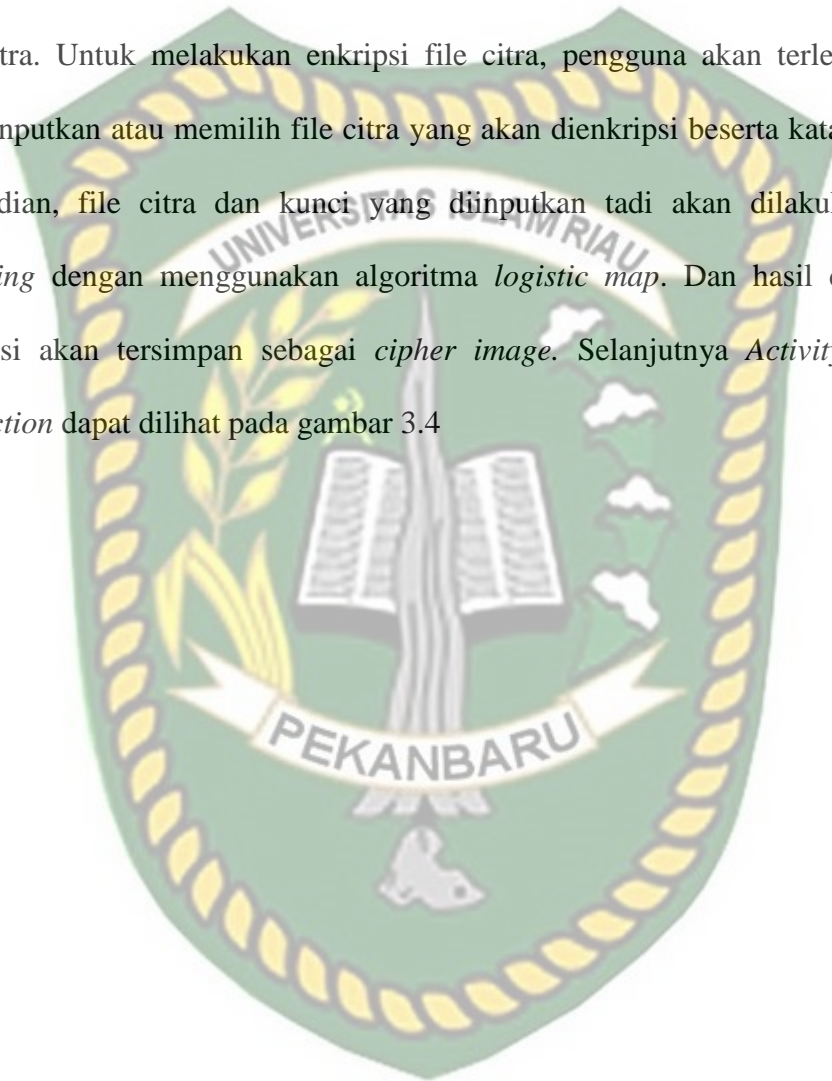 tra. Untuk melakukan enkripsi file citra, pengguna akan terle
nputkan atau memilih file citra yang akan dienkripsi beserta kata
dian, file citra dan kunci yang diinputkan tadi akan dilaku
UNIVERSITAS ISLAM RIAU
ing dengan menggunakan algoritma logistic map. Dan hasil
si akan tersimpan sebagai cipher image. Selanjutnya Activity
ction dapat dilihat pada gambar 3.4
PEKANBARU